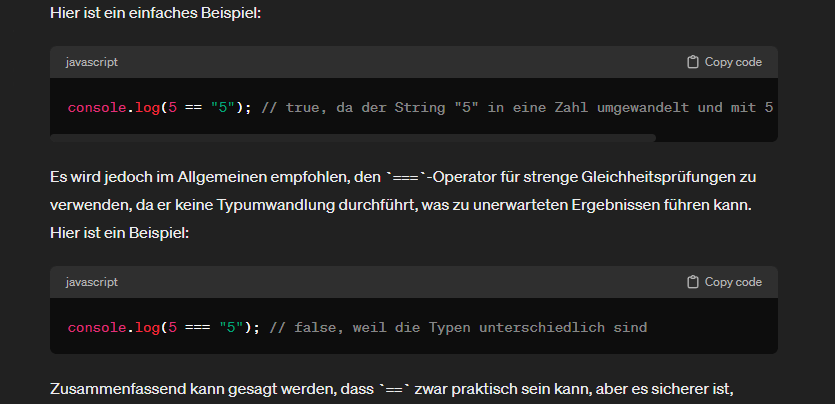 Hier ist ein einfaches Beispiel:
javascript
Copy code
console.log(5 == "5"); // true, da der String "5" in eine Zahl umgewandelt und mit 5
Es wird jedoch im Allgemeinen empfohlen, den `===`-Operator für strenge Gleichheitsprüfungen zu
verwenden, da er keine Typumwandlung durchführt, was zu unerwarteten Ergebnissen führen kann.
Hier ist ein Beispiel:
javascript
Copy code
console.log(5 === "5"); // false, weil die Typen unterschiedlich sind
Zusammenfassend kann gesagt werden, dass `==` zwar praktisch sein kann, aber es sicherer ist,